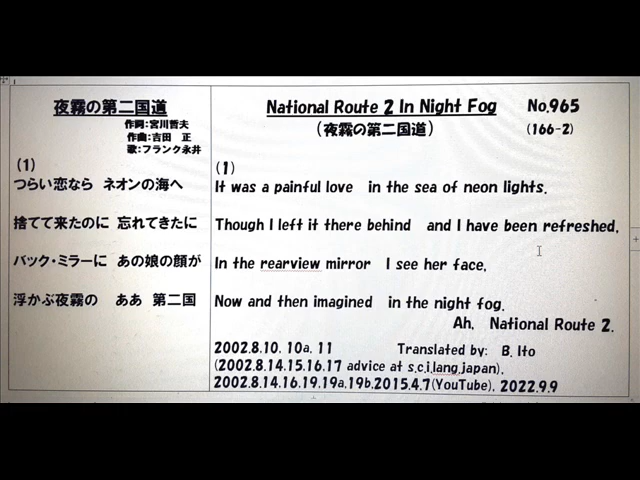 夜霧の第二国道
作詞:宮川哲夫
作曲:吉田 正
歌:フランク永井
(1)
つらい恋なら ネオンの海へ
捨てて来たのに 忘れてきたに
バック・ミラーに あの娘の顔が
浮かぶ夜霧の ああ 第二国
National Route 2 In Night Fog No.965
(夜霧の第二国道) (166-2)
(1)
It was a painful love in the sea of neon lights.
Though I left it there behind and I have been refreshed,
In the rearview mirror I see her face,
Now and then imagined in the night fog.
Ah, National Route 2.
2002.8.10. 10a. 11 Translated by: B. Ito
(2002.8.14.15.16.17 advice at s.c.i.lang,japan).
2002.8.14.16.19.19a.19b.2015.4.7(YouTube), 2022.9.9